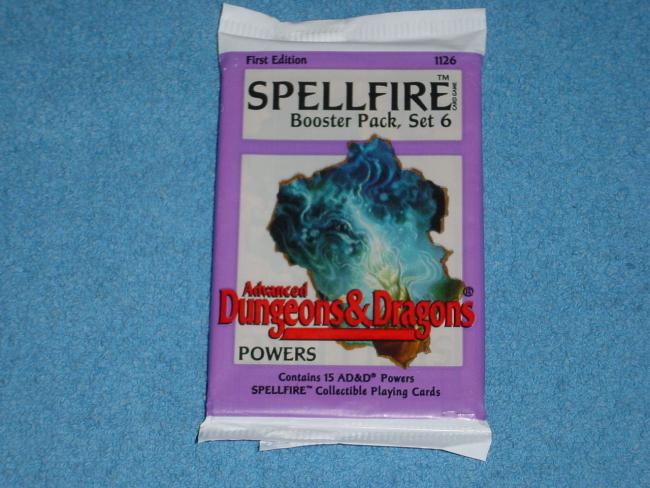 First Edition 1126
SPELLFIRE™
CARD GAME
Booster Pack, Set 6
Advanced
Dungeons & Dragons®
POWERS
Contains 15 AD&D® Powers
SPELLFIRE™ Collectible Playing Cards